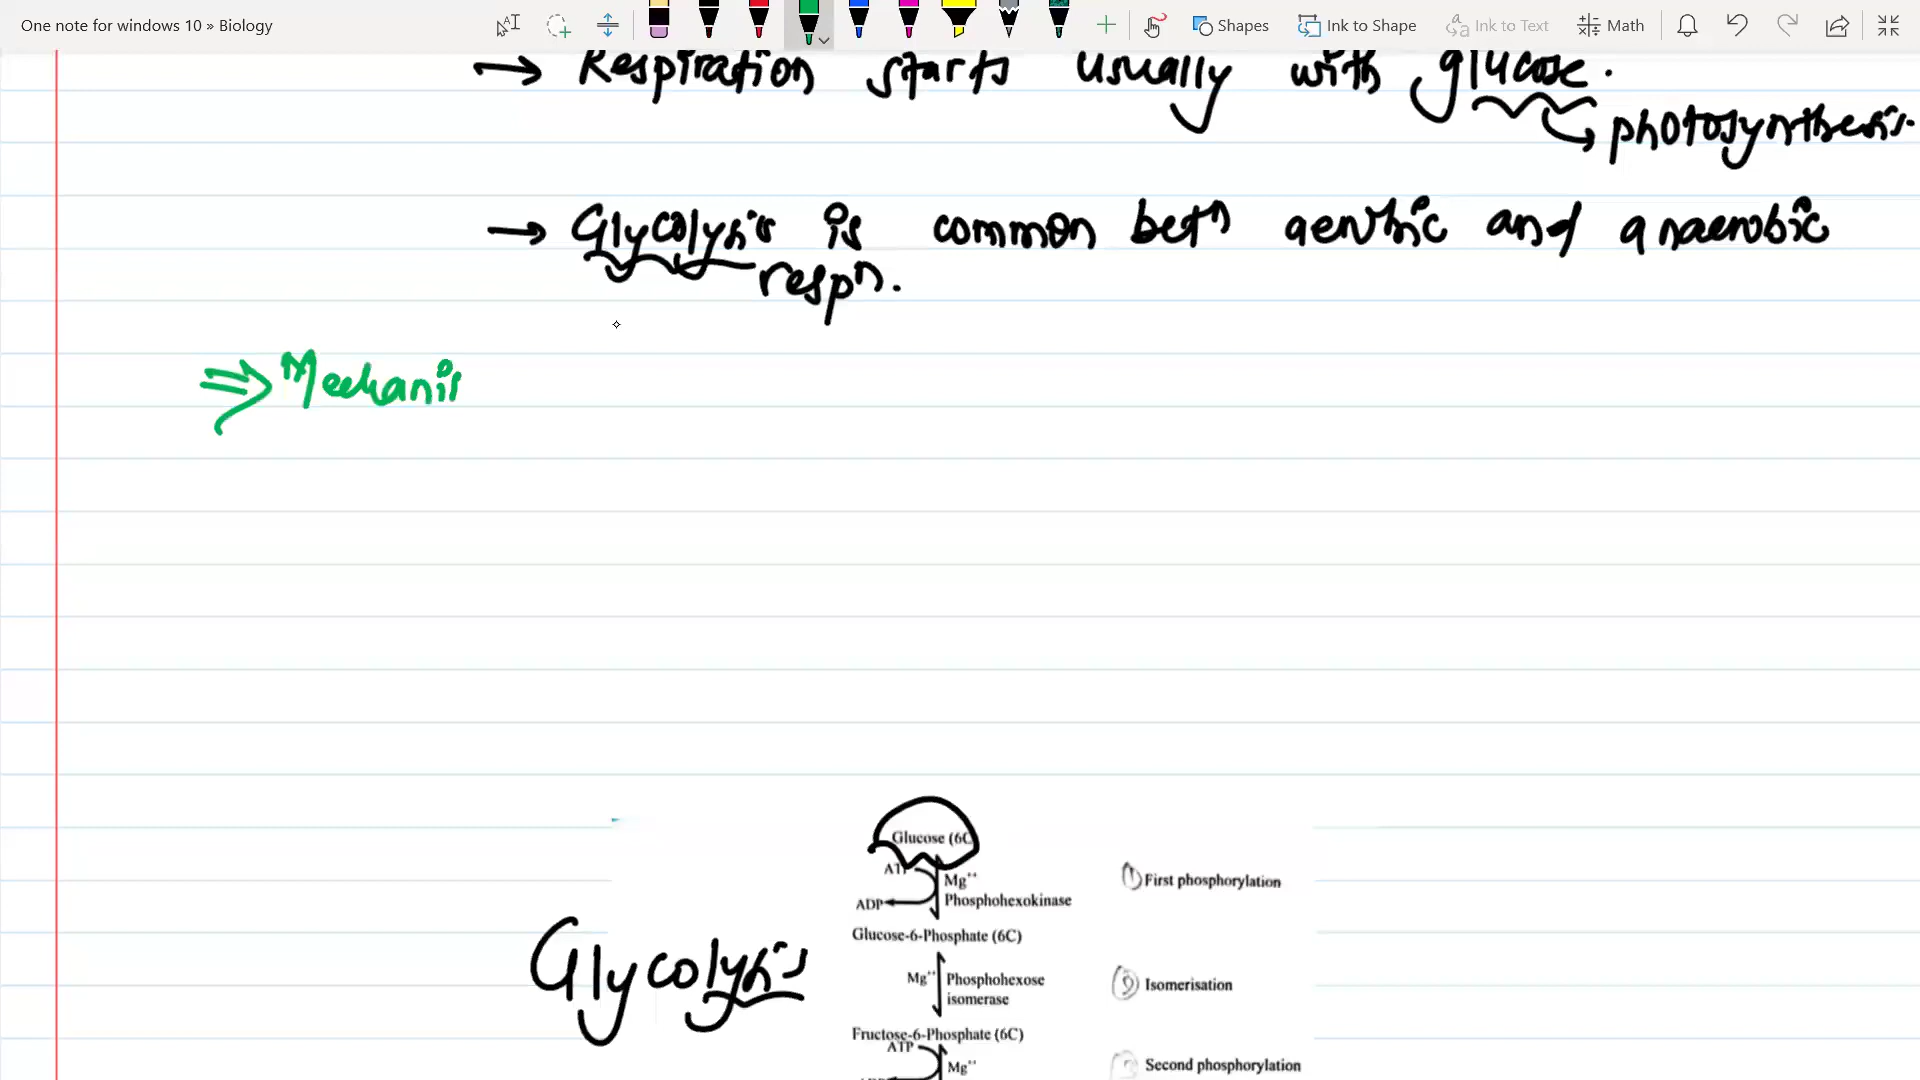 One note for windows 10 » Biology
Shapes
Ink to Shape
Ink to Text
Math
→ Respiration starts usually with glucose.
photosynthesis.
→ Glycolysis is common betn aerobic and anaerobic
respn.
⇒ Mechanis
Glucose (6C
ATP
Mg++
ADP
Phosphohexokinase
① First phosphorylation
Glucose-6-Phosphate (6C)
Glycolysis
Mg++
Phosphohexose
isomerase
② Isomerisation
Fructose-6-Phosphate (6C)
ATP
Mg++
Second phosphorylation